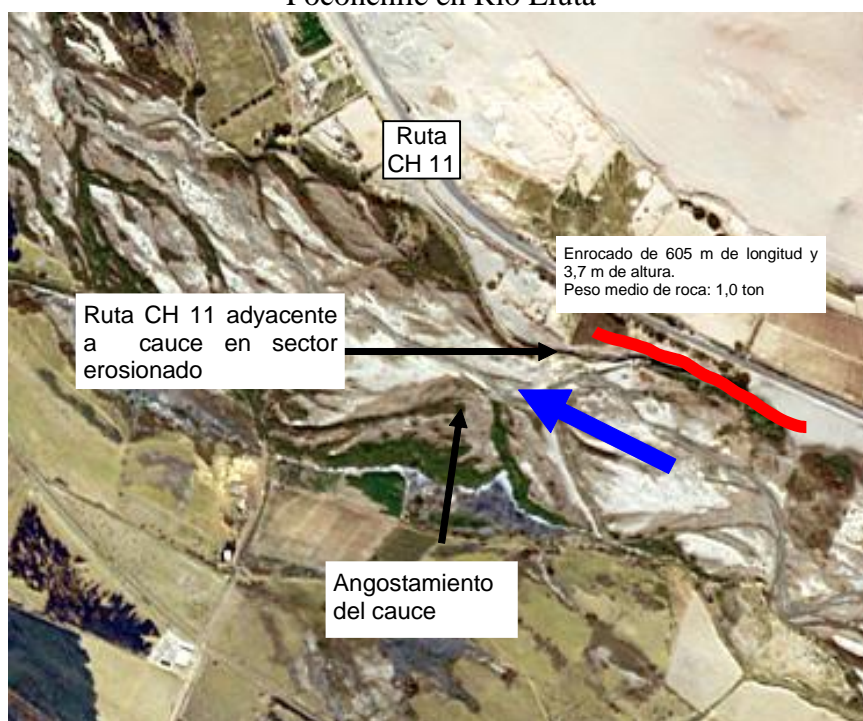 Ruta
CH 11
Enrocado de 605 m de longitud y
3,7 m de altura.
Peso medio de roca: 1,0 ton
Ruta CH 11 adyacente
a cauce en sector
erosionado
Angostamiento
del cauce